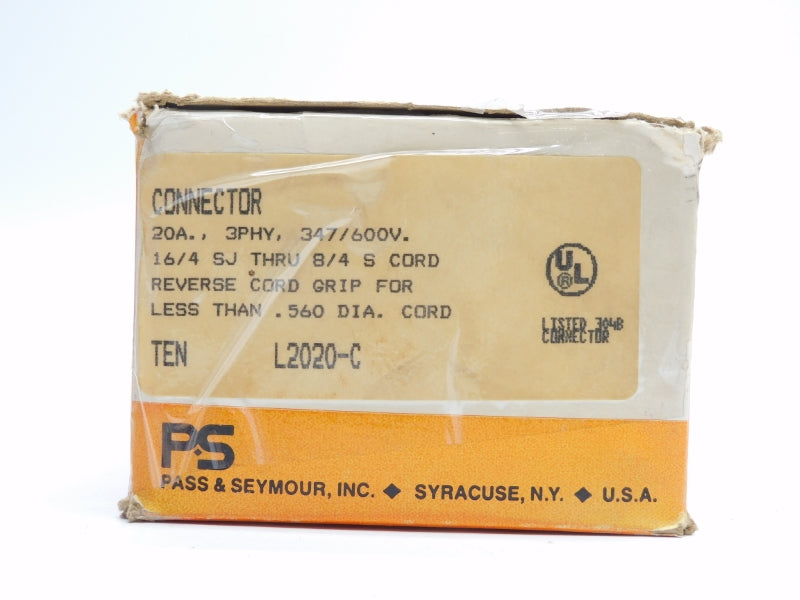 CONNECTOR
20A., 3PHY, 347/600V.
16/4 SJ THRU 8/4 S CORD
REVERSE CORD GRIP FOR
LESS THAN .560 DIA. CORD
TEN L2020-C
UL
®
LISTED 304B
CONNECTOR
PS
PASS & SEYMOUR, INC. ◆ SYRACUSE, N.Y. ◆ U.S.A.